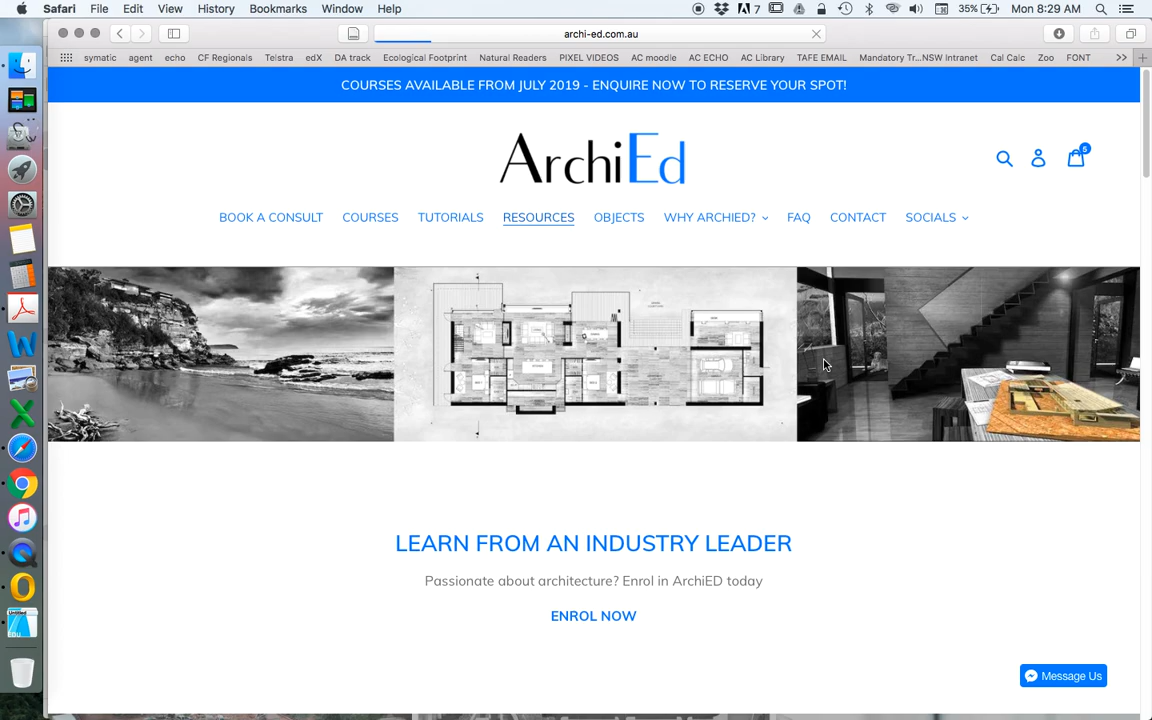 Safari File Edit View History Bookmarks Window Help 7 35% Mon 8:29 AM
archi-ed.com.au
symatic agent echo CF Regionals Telstra edX DA track Ecological Footprint Natural Readers PIXEL VIDEOS AC moodle AC ECHO AC Library TAFE EMAIL Mandatory Tr...NSW Intranet Cal Calc Zoo FONT
COURSES AVAILABLE FROM JULY 2019 - ENQUIRE NOW TO RESERVE YOUR SPOT!
ArchiEd
5
BOOK A CONSULT COURSES TUTORIALS RESOURCES OBJECTS WHY ARCHIED? FAQ CONTACT SOCIALS
LEARN FROM AN INDUSTRY LEADER
Passionate about architecture? Enrol in ArchiED today
ENROL NOW
Message Us